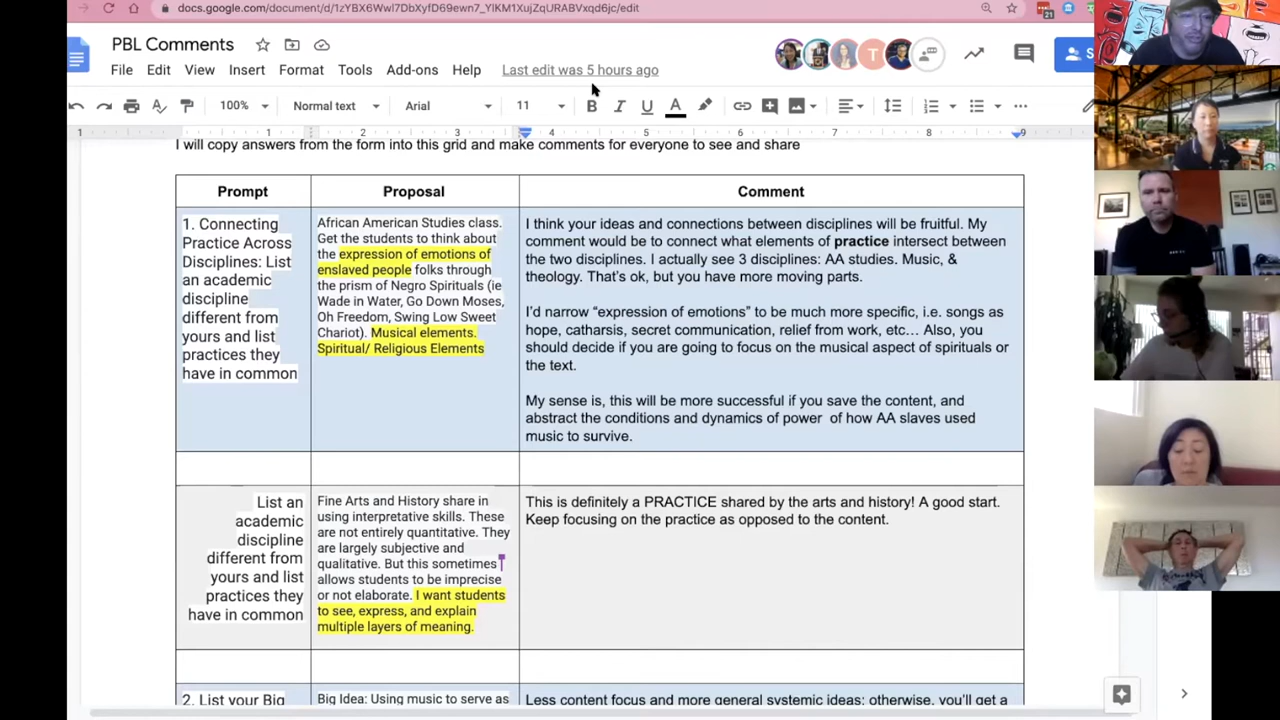 docs.google.com/document/d/1zYBX6Wwl7DbXyfD69ewn7_YlKM1XujZqURABVxqd6jc/edit
21
PBL Comments
File Edit View Insert Format Tools Add-ons Help Last edit was 5 hours ago
T
S
100% Normal text Arial 11 B I U A
1 1 2 3 4 5 6 7 8 9
I will copy answers from the form into this grid and make comments for everyone to see and share
Prompt Proposal Comment
1. Connecting
Practice Across
Disciplines: List
an academic
discipline
different from
yours and list
practices they
have in common
African American Studies class.
Get the students to think about
the expression of emotions of
enslaved people folks through
the prism of Negro Spirituals (ie
Wade in Water, Go Down Moses,
Oh Freedom, Swing Low Sweet
Chariot). Musical elements.
Spiritual/ Religious Elements
I think your ideas and connections between disciplines will be fruitful. My
comment would be to connect what elements of practice intersect between
the two disciplines. I actually see 3 disciplines: AA studies. Music, &
theology. That's ok, but you have more moving parts.
I'd narrow “expression of emotions” to be much more specific, i.e. songs as
hope, catharsis, secret communication, relief from work, etc… Also, you
should decide if you are going to focus on the musical aspect of spirituals or
the text.
My sense is, this will be more successful if you save the content, and
abstract the conditions and dynamics of power of how AA slaves used
music to survive.
List an
academic
discipline
different from
yours and list
practices they
have in common
Fine Arts and History share in
using interpretative skills. These
are not entirely quantitative. They
are largely subjective and
qualitative. But this sometimes
allows students to be imprecise
or not elaborate. I want students
to see, express, and explain
multiple layers of meaning.
This is definitely a PRACTICE shared by the arts and history! A good start.
Keep focusing on the practice as opposed to the content.
2. List your Big
Big Idea: Using music to serve as
Less content focus and more general systemic ideas: otherwise, you'll get a